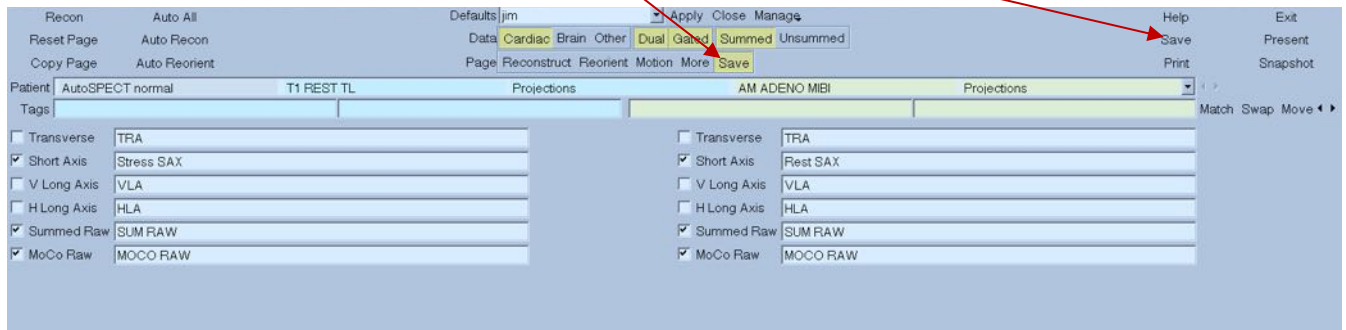 Recon Auto All Defaults jim Apply Close Manage Help Exit
Reset Page Auto Recon Data Cardiac Brain Other Dual Gated Summed Unsummed Save Present
Copy Page Auto Reorient Page Reconstruct Reorient Motion More Save Print Snapshot
Patient AutoSPECT normal T1 REST TL Projections AM ADENO MIBI Projections
Tags Match Swap Move
Transverse TRA Transverse TRA
Short Axis Stress SAX Short Axis Rest SAX
V Long Axis VLA V Long Axis VLA
H Long Axis HLA H Long Axis HLA
Summed Raw SUM RAW Summed Raw SUM RAW
MoCo Raw MOCO RAW MoCo Raw MOCO RAW